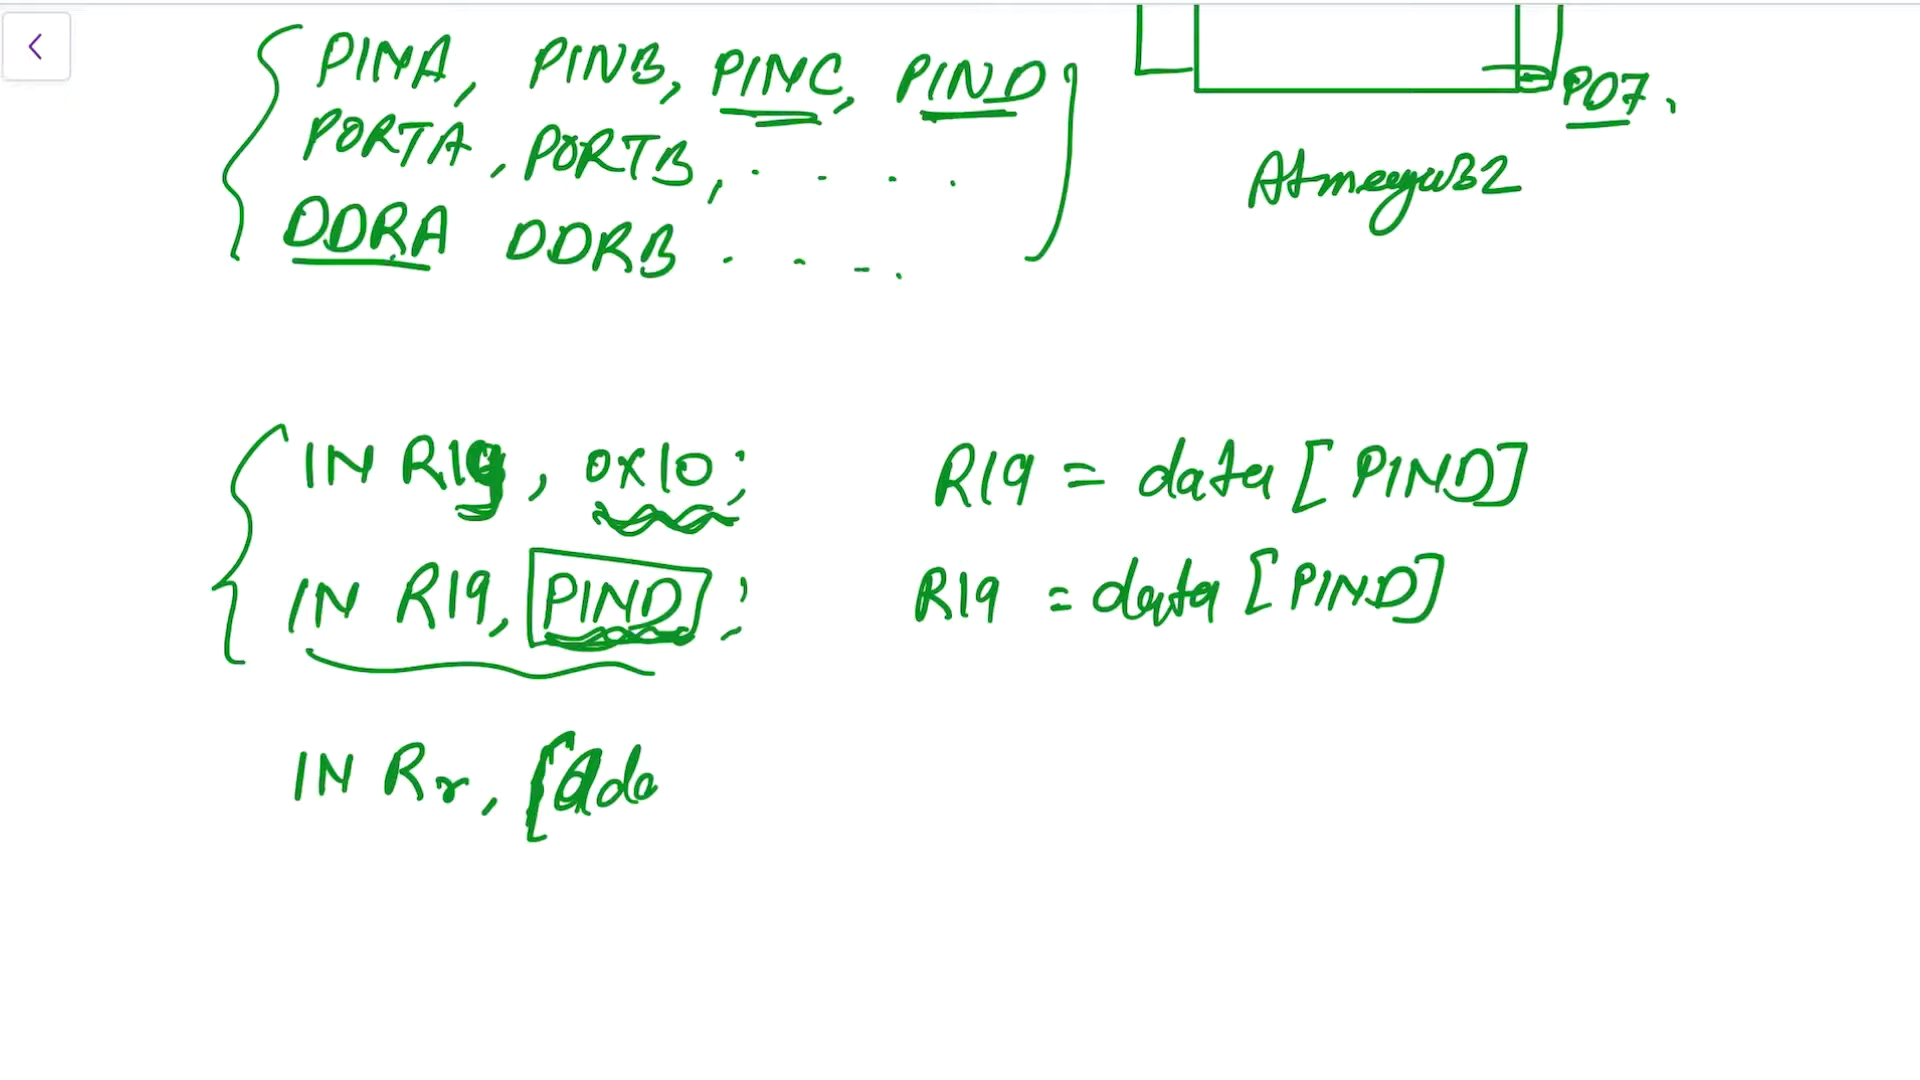 PINA, PINB, PINC, PIND
PORTA, PORTB, . . . .
DDRA DDRB . . . .
PD7,
Atmega32
IN R19, 0x10; R19 = data [PIND]
IN R19, PIND; R19 = data [PIND]
IN Rr, [Adda